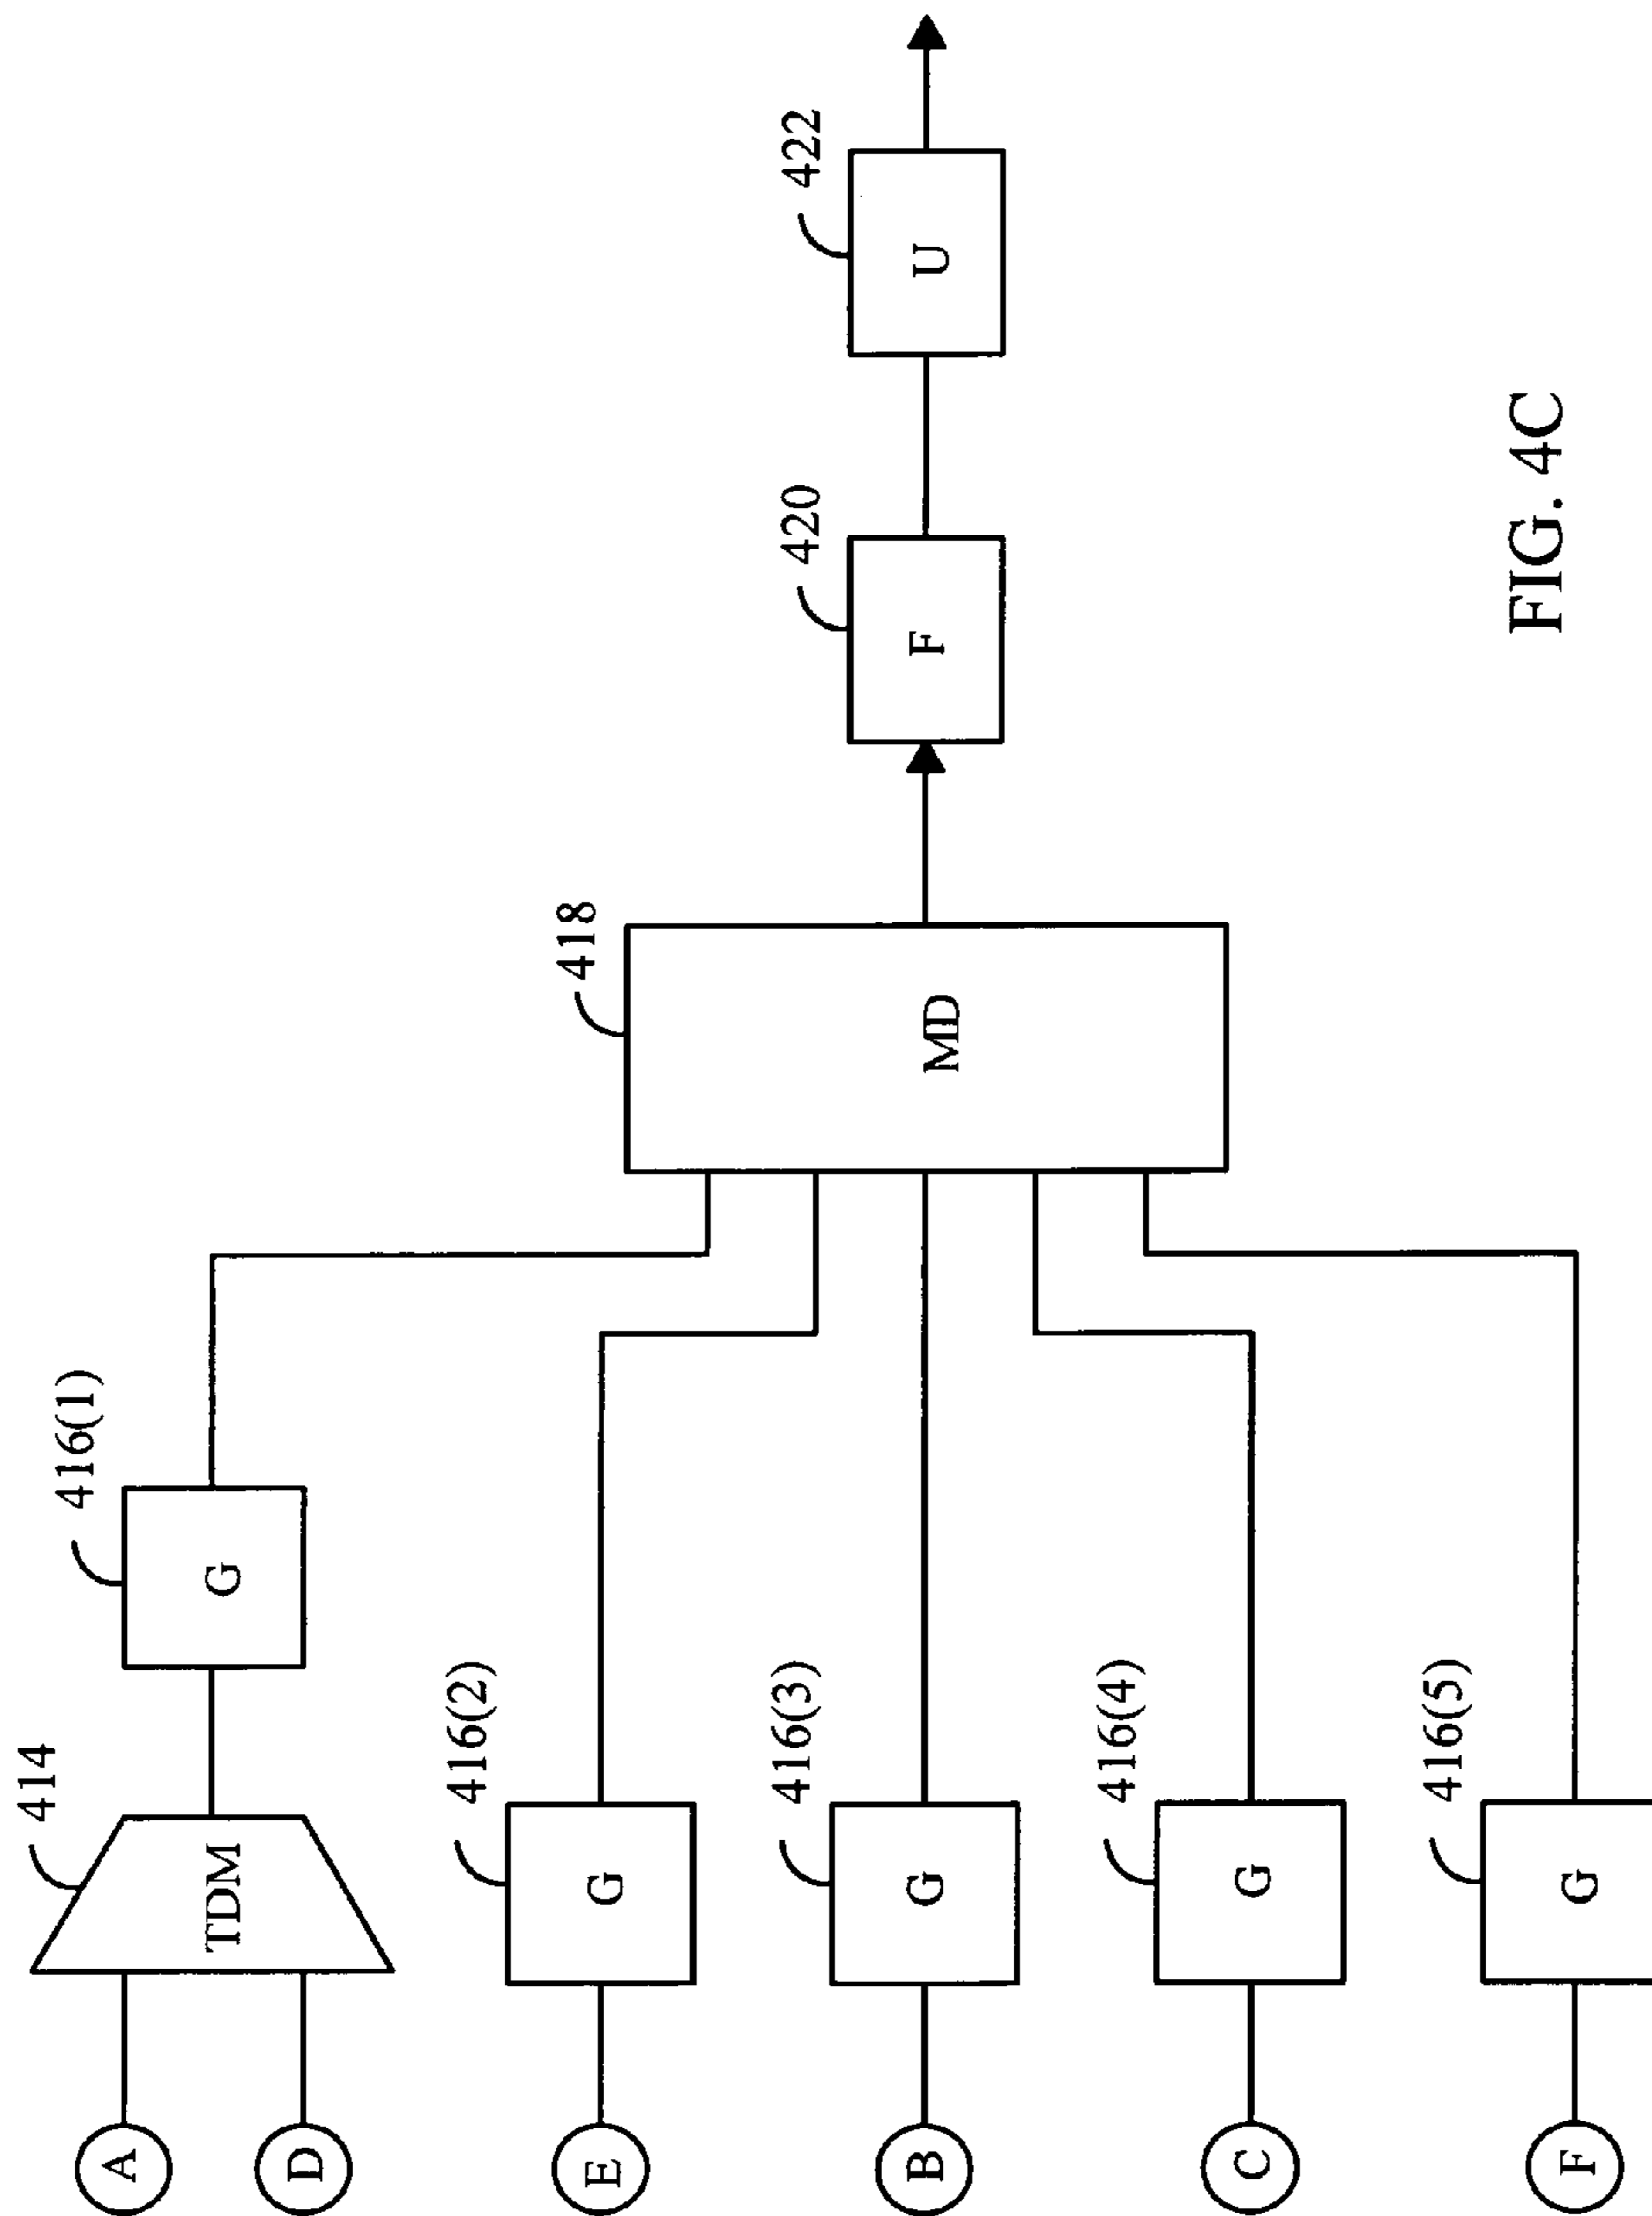 414
416(1)
A
D
TDM
G
416(2)
E
G
418
420
422
416(3)
B
G
MD
F
U
416(4)
C
G
416(5)
F
G
FIG. 4C